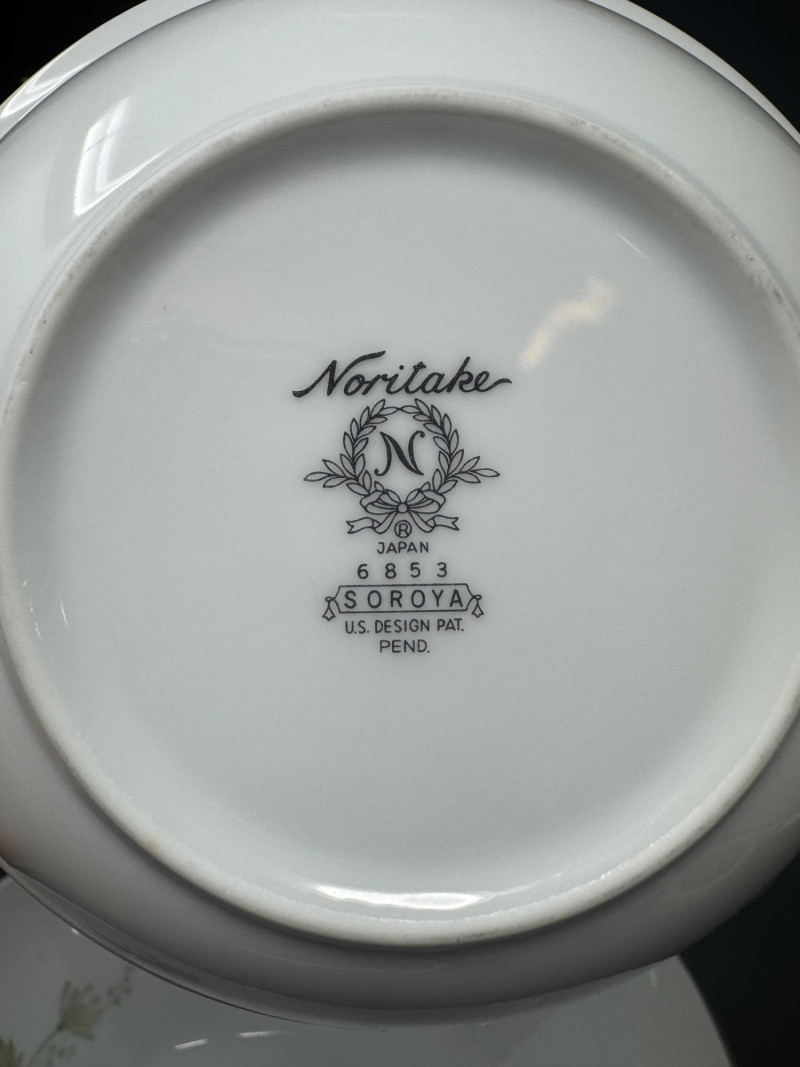 Noritake
N
®
JAPAN
6853
SOROYA
U.S. DESIGN PAT.
PEND.